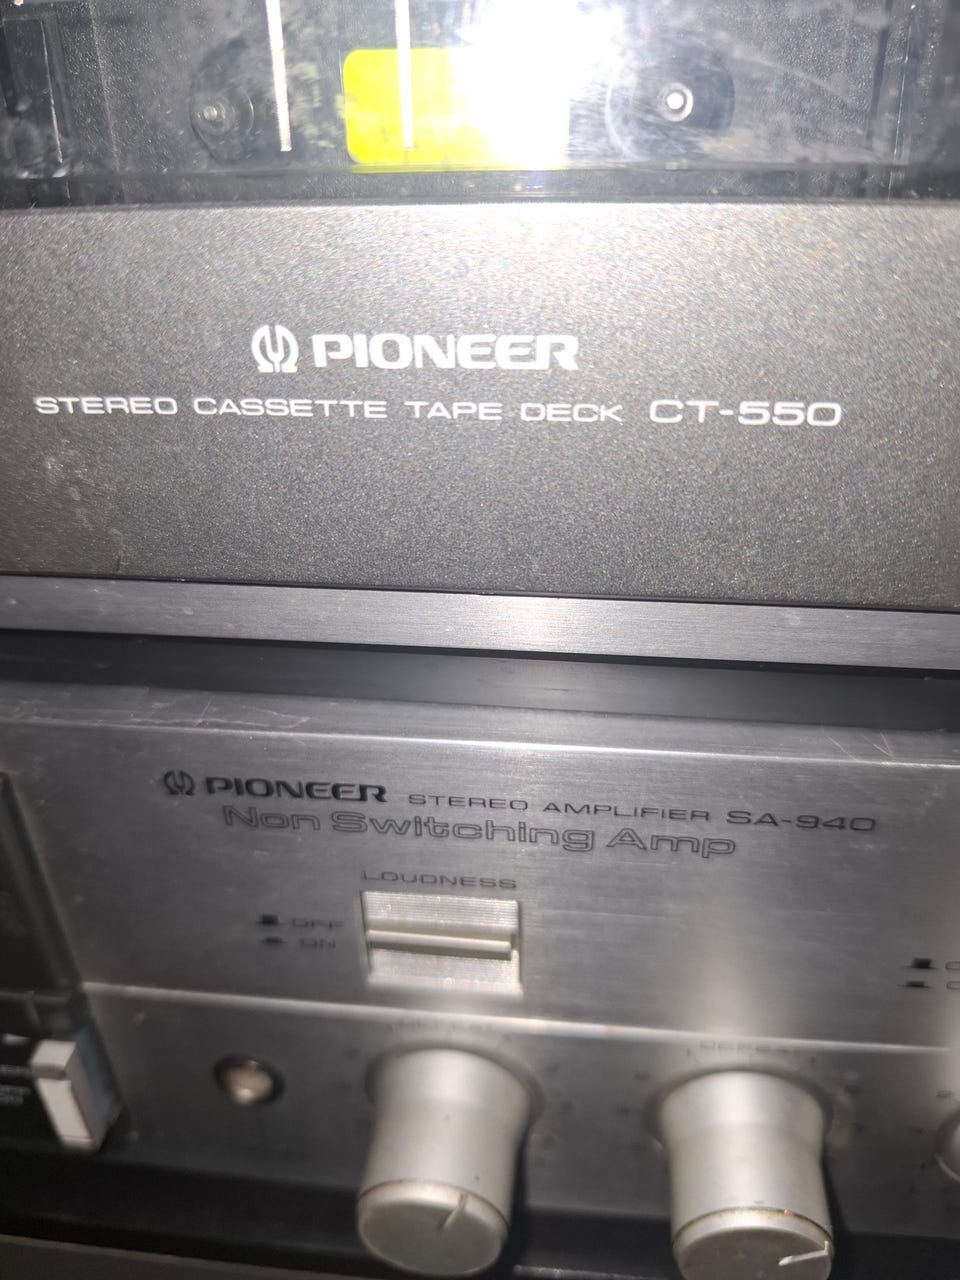 PIONEER
STEREO CASSETTE TAPE DECK CT-550
PIONEER STEREO AMPLIFIER SA-940
Non Switching Amp
LOUDNESS
OFF
ON